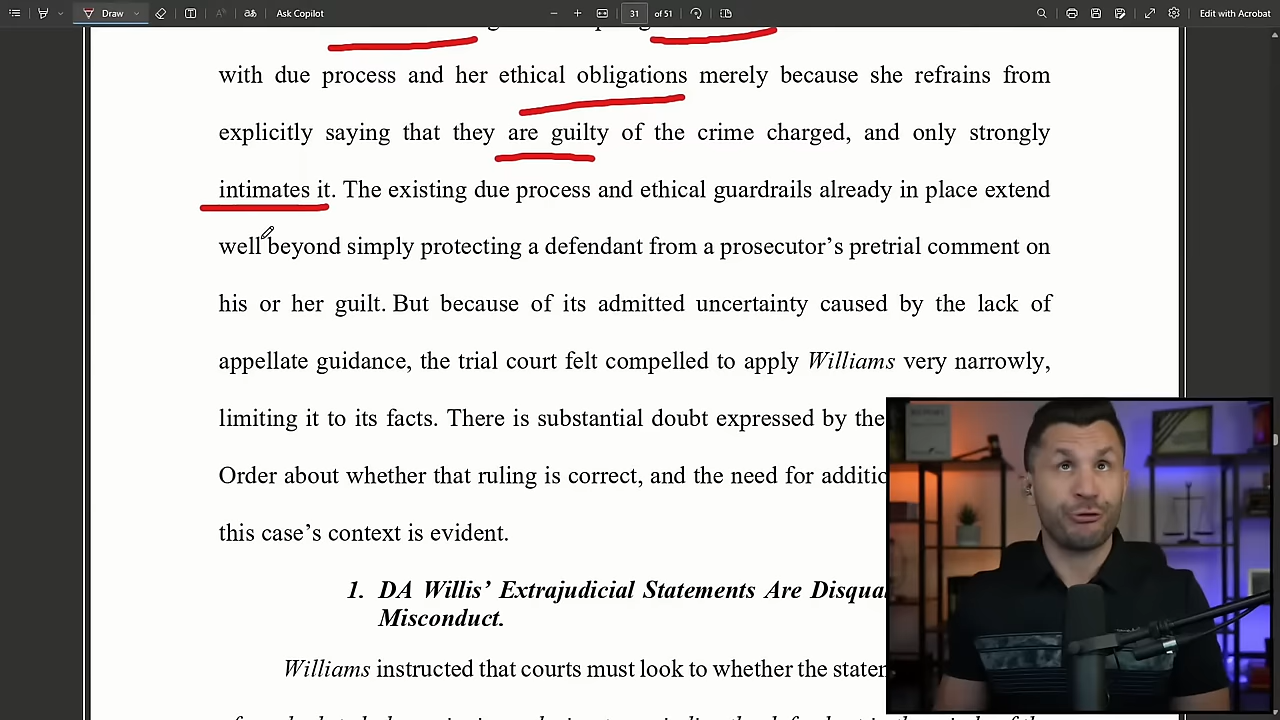 Draw
aあ
Ask Copilot
31 of 51
Edit with Acrobat
with due process and her ethical obligations merely because she refrains from
explicitly saying that they are guilty of the crime charged, and only strongly
intimates it. The existing due process and ethical guardrails already in place extend
well beyond simply protecting a defendant from a prosecutor’s pretrial comment on
his or her guilt. But because of its admitted uncertainty caused by the lack of
appellate guidance, the trial court felt compelled to apply Williams very narrowly,
limiting it to its facts. There is substantial doubt expressed by the
Order about whether that ruling is correct, and the need for additio
this case’s context is evident.
1. DA Willis’ Extrajudicial Statements Are Disqua
Misconduct.
Williams instructed that courts must look to whether the staten